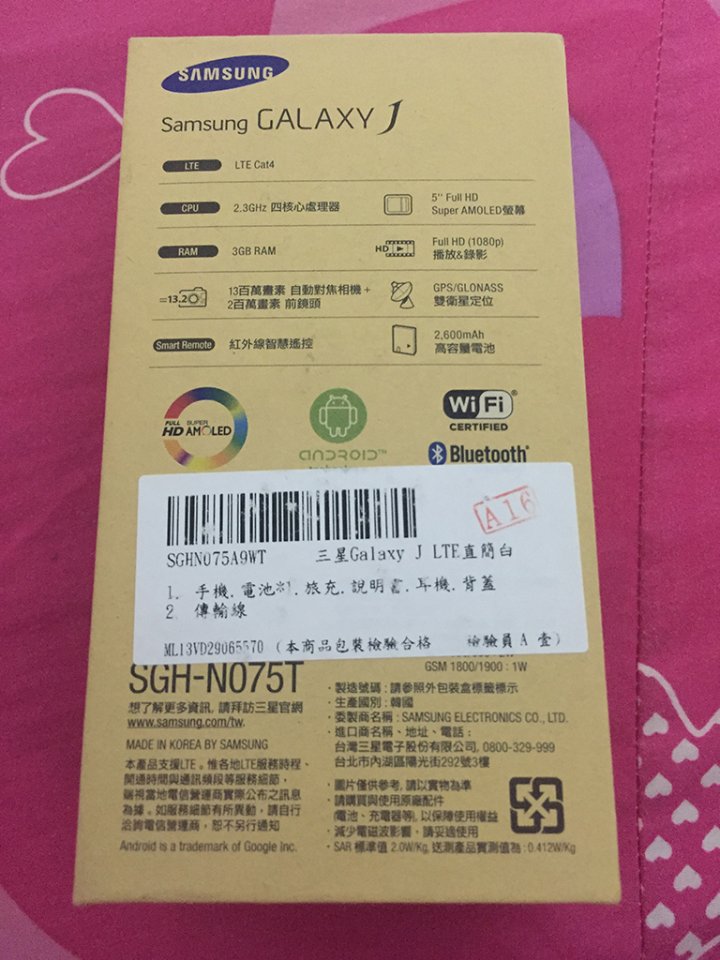 SAMSUNG
Samsung GALAXY J
LTE LTE Cat4
CPU 2.3GHz 四核心處理器
5" Full HD
Super AMOLED螢幕
RAM 3GB RAM
HD Full HD (1080p)
播放&錄影
=13.2 13百萬畫素 自動對焦相機+
2百萬畫素 前鏡頭
GPS/GLONASS
雙衛星定位
Smart Remote 紅外線智慧遙控
2,600mAh
高容量電池
FULL SUPER
HD AMOLED
ANDROID™
Wi Fi®
CERTIFIED
Bluetooth®
A16
SGHN075A9WT 三星Galaxy J LTE直簡白
1. 手機.電池.旅充.說明書.耳機.背蓋
2. 傳輸線
ML13VD29065570 (本商品包裝檢驗合格 檢驗員A壹)
SGH-N075T
GSM 1800/1900 : 1W
想了解更多資訊, 請拜訪三星官網
www.samsung.com/tw.
MADE IN KOREA BY SAMSUNG
本產品支援LTE。惟各地LTE服務時程、
開通時間與通訊頻段等服務細節,
端視當地電信營運商實際公布之訊息
為據。如服務細節有所異動, 請自行
洽詢電信營運商, 恕不另行通知
Android is a trademark of Google Inc.
·製造號碼 : 請參照外包裝盒標籤標示
·生產國別 : 韓國
·委製商名稱 : SAMSUNG ELECTRONICS CO., LTD.
·進口商名稱、地址、電話 :
台灣三星電子股份有限公司, 0800-329-999
台北市內湖區陽光街292號3樓
·圖片僅供參考, 請以實物為準
·請購買與使用原廠配件
(電池、充電器等), 以保障使用權益
·減少電磁波影響, 請妥適使用
·SAR 標準值 2.0W/Kg, 送測產品實測值為 : 0.412W/Kg